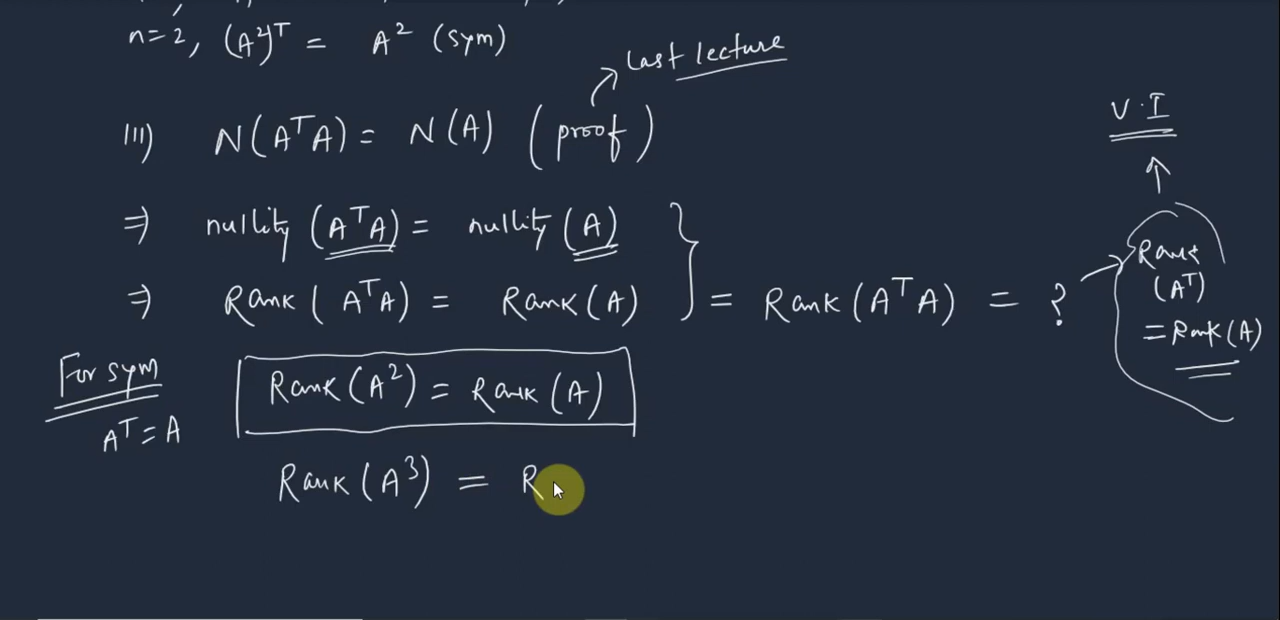 n=2, (A²)ᵀ = A² (sym)
Last lecture
III) N(AᵀA) = N(A) (proof)
V.I
⇒ nullity (AᵀA) = nullity (A)
⇒ Rank (AᵀA) = Rank (A) } = Rank (AᵀA) = ?
Rank
(Aᵀ)
= Rank (A)
For sym
Aᵀ = A
Rank (A²) = Rank (A)
Rank (A³) = R